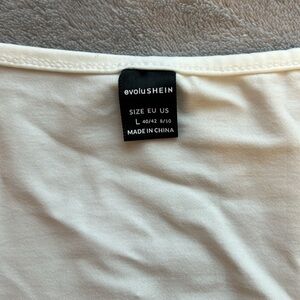 evoluSHEIN
SIZE EU US
L 40/42 8/10
MADE IN CHINA